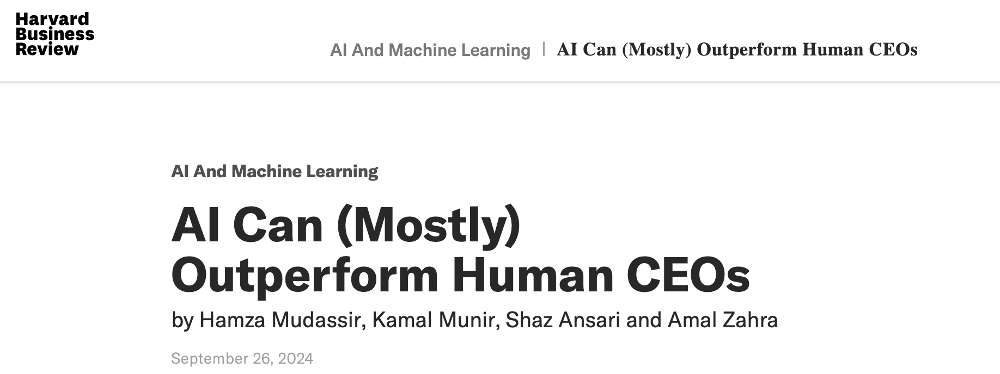 Harvard
Business
Review
AI And Machine Learning | AI Can (Mostly) Outperform Human CEOs
AI And Machine Learning
AI Can (Mostly)
Outperform Human CEOs
by Hamza Mudassir, Kamal Munir, Shaz Ansari and Amal Zahra
September 26, 2024